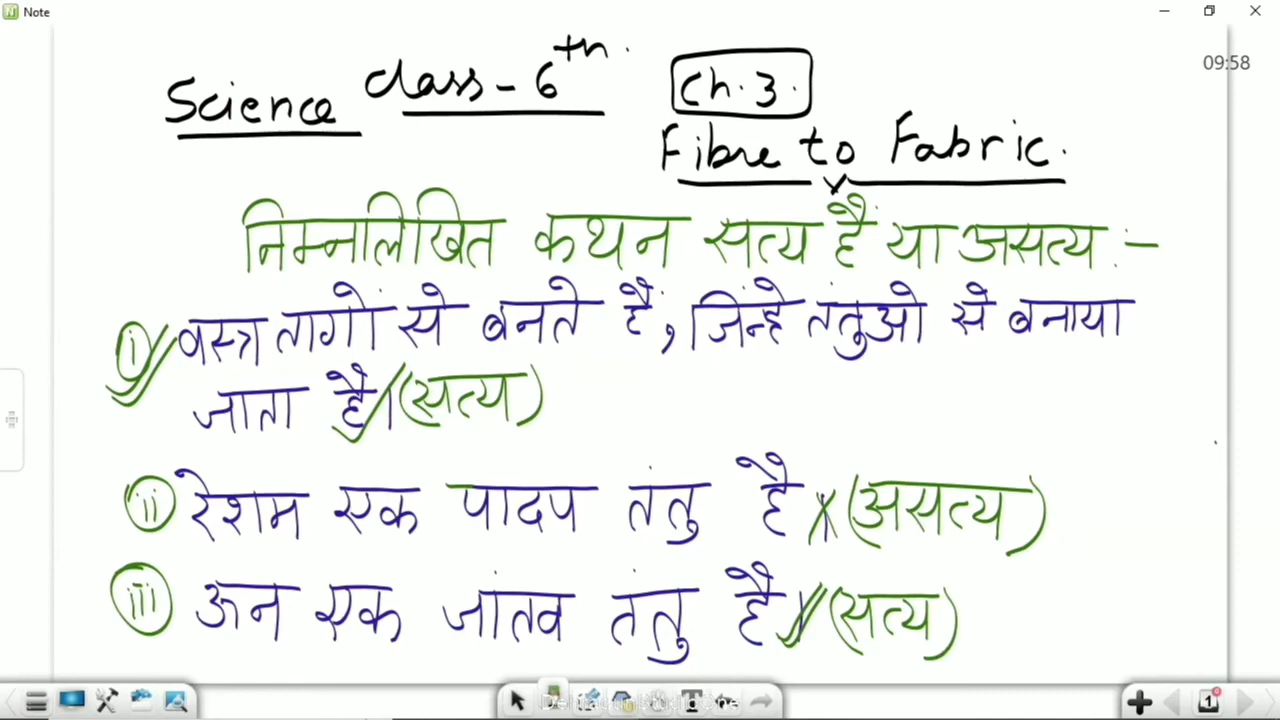 Note
09:58
Science class - 6th. Ch. 3.
Fibre to Fabric.
निम्नलिखित कथन सत्य हैं या असत्य :-
i) वस्त्र तागों से बनते हैं, जिन्हे तंतुओ से बनाया
जाता है। (सत्य)
ii) रेशम एक पादप तंतु है। (असत्य)
iii) ऊन एक जांतव तंतु है। (सत्य)
1